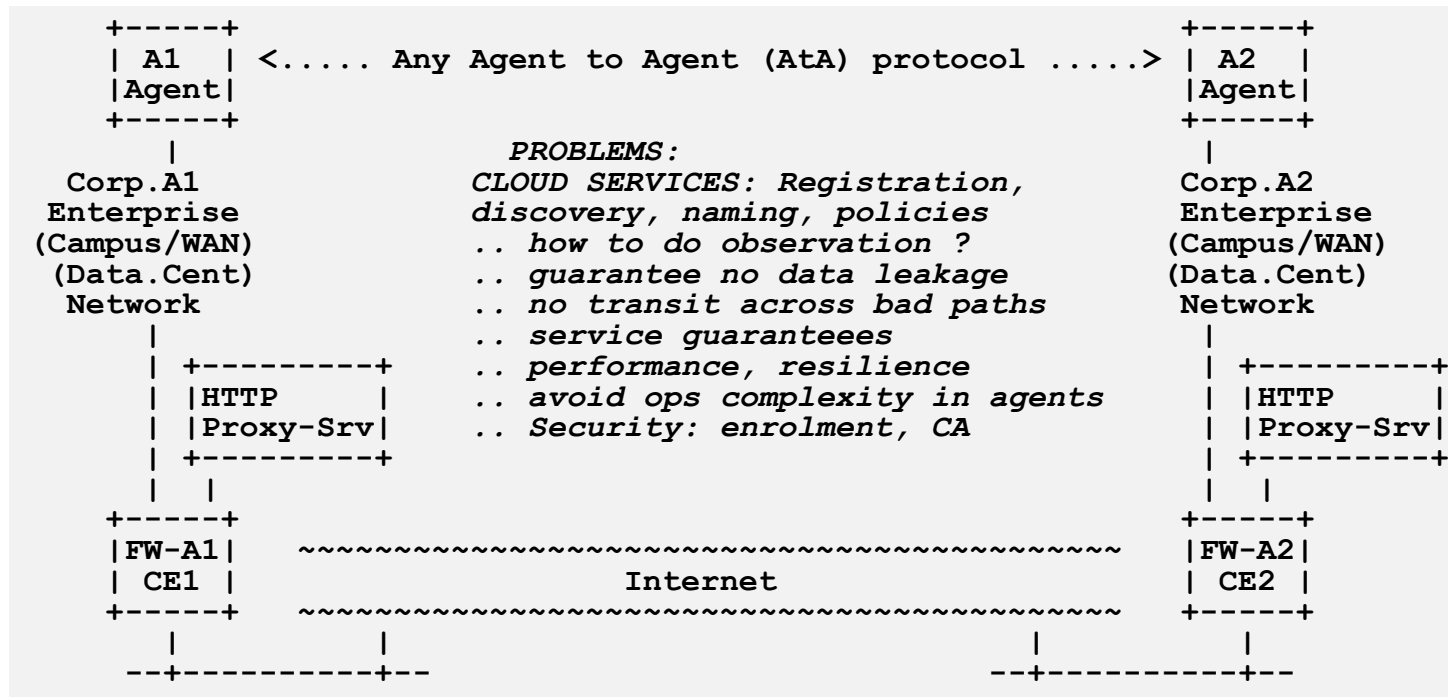 A1 <..... Any Agent to Agent (AtA) protocol .....> A2
Agent Agent
PROBLEMS:
Corp.A1 CLOUD SERVICES: Registration, Corp.A2
Enterprise discovery, naming, policies Enterprise
(Campus/WAN) .. how to do observation ? (Campus/WAN)
(Data.Cent) .. guarantee no data leakage (Data.Cent)
Network .. no transit across bad paths Network
.. service guaranteees
.. performance, resilience
HTTP .. avoid ops complexity in agents HTTP
Proxy-Srv .. Security: enrolment, CA Proxy-Srv
FW-A1 FW-A2
CE1 Internet CE2